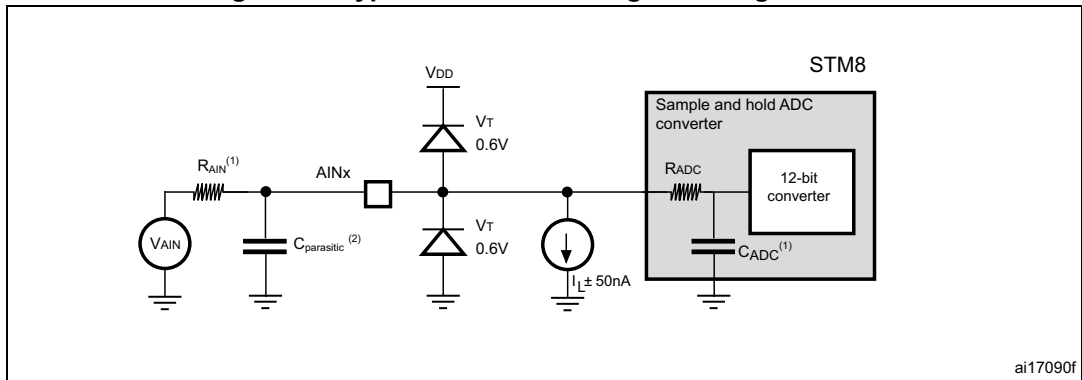 STM8
VDD
Sample and hold ADC
converter
VT
0.6V
RAIN(1)
AINx
RADC
12-bit
converter
VT
0.6V
VAIN
Cparasitic (2)
CADC(1)
IL± 50nA
ai17090f